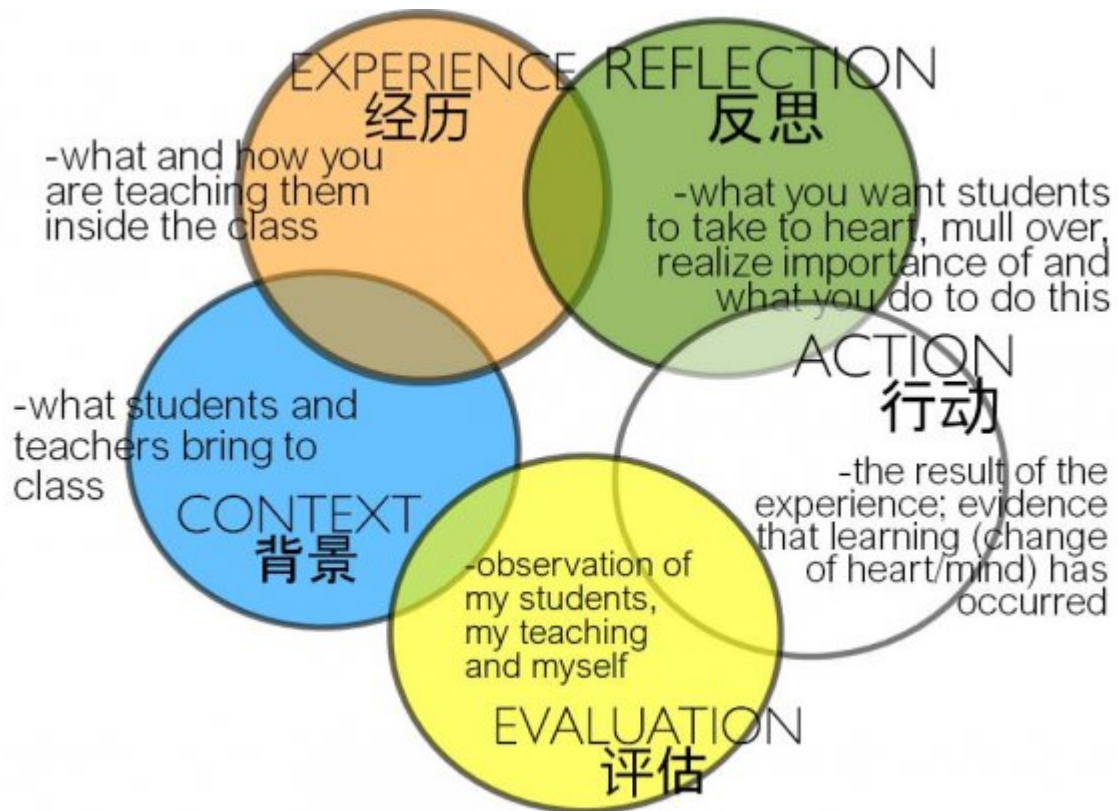 EXPERIENCE
经历
-what and how you
are teaching them
inside the class
REFLECTION
反思
-what you want students
to take to heart, mull over,
realize importance of and
what you do to do this
ACTION
行动
-the result of the
experience; evidence
that learning (change
of heart/mind) has
occurred
-what students and
teachers bring to
class
CONTEXT
背景
-observation of
my students,
my teaching
and myself
EVALUATION
评估